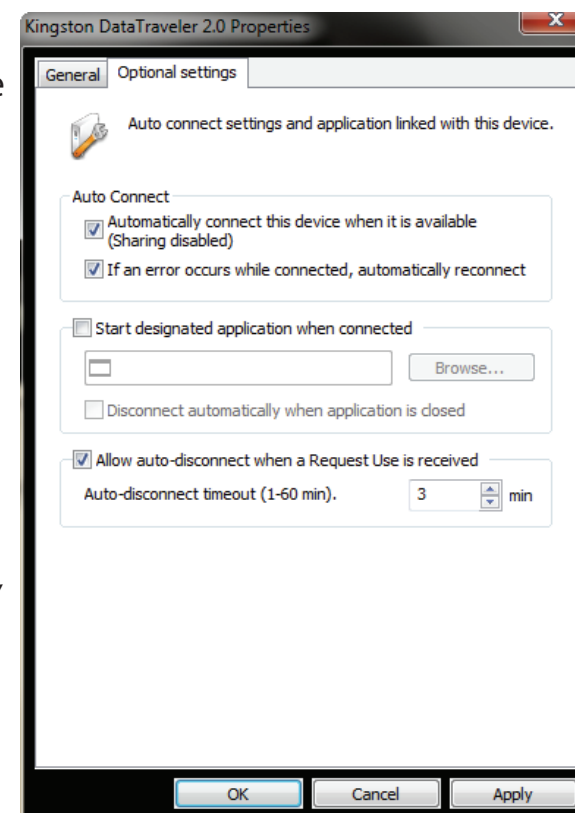 Kingston DataTraveler 2.0 Properties
e
General Optional settings
Auto connect settings and application linked with this device.
Auto Connect
Automatically connect this device when it is available
(Sharing disabled)
If an error occurs while connected, automatically reconnect
Start designated application when connected
Browse...
Disconnect automatically when application is closed
Allow auto-disconnect when a Request Use is received
Auto-disconnect timeout (1-60 min). 3 min
OK Cancel Apply